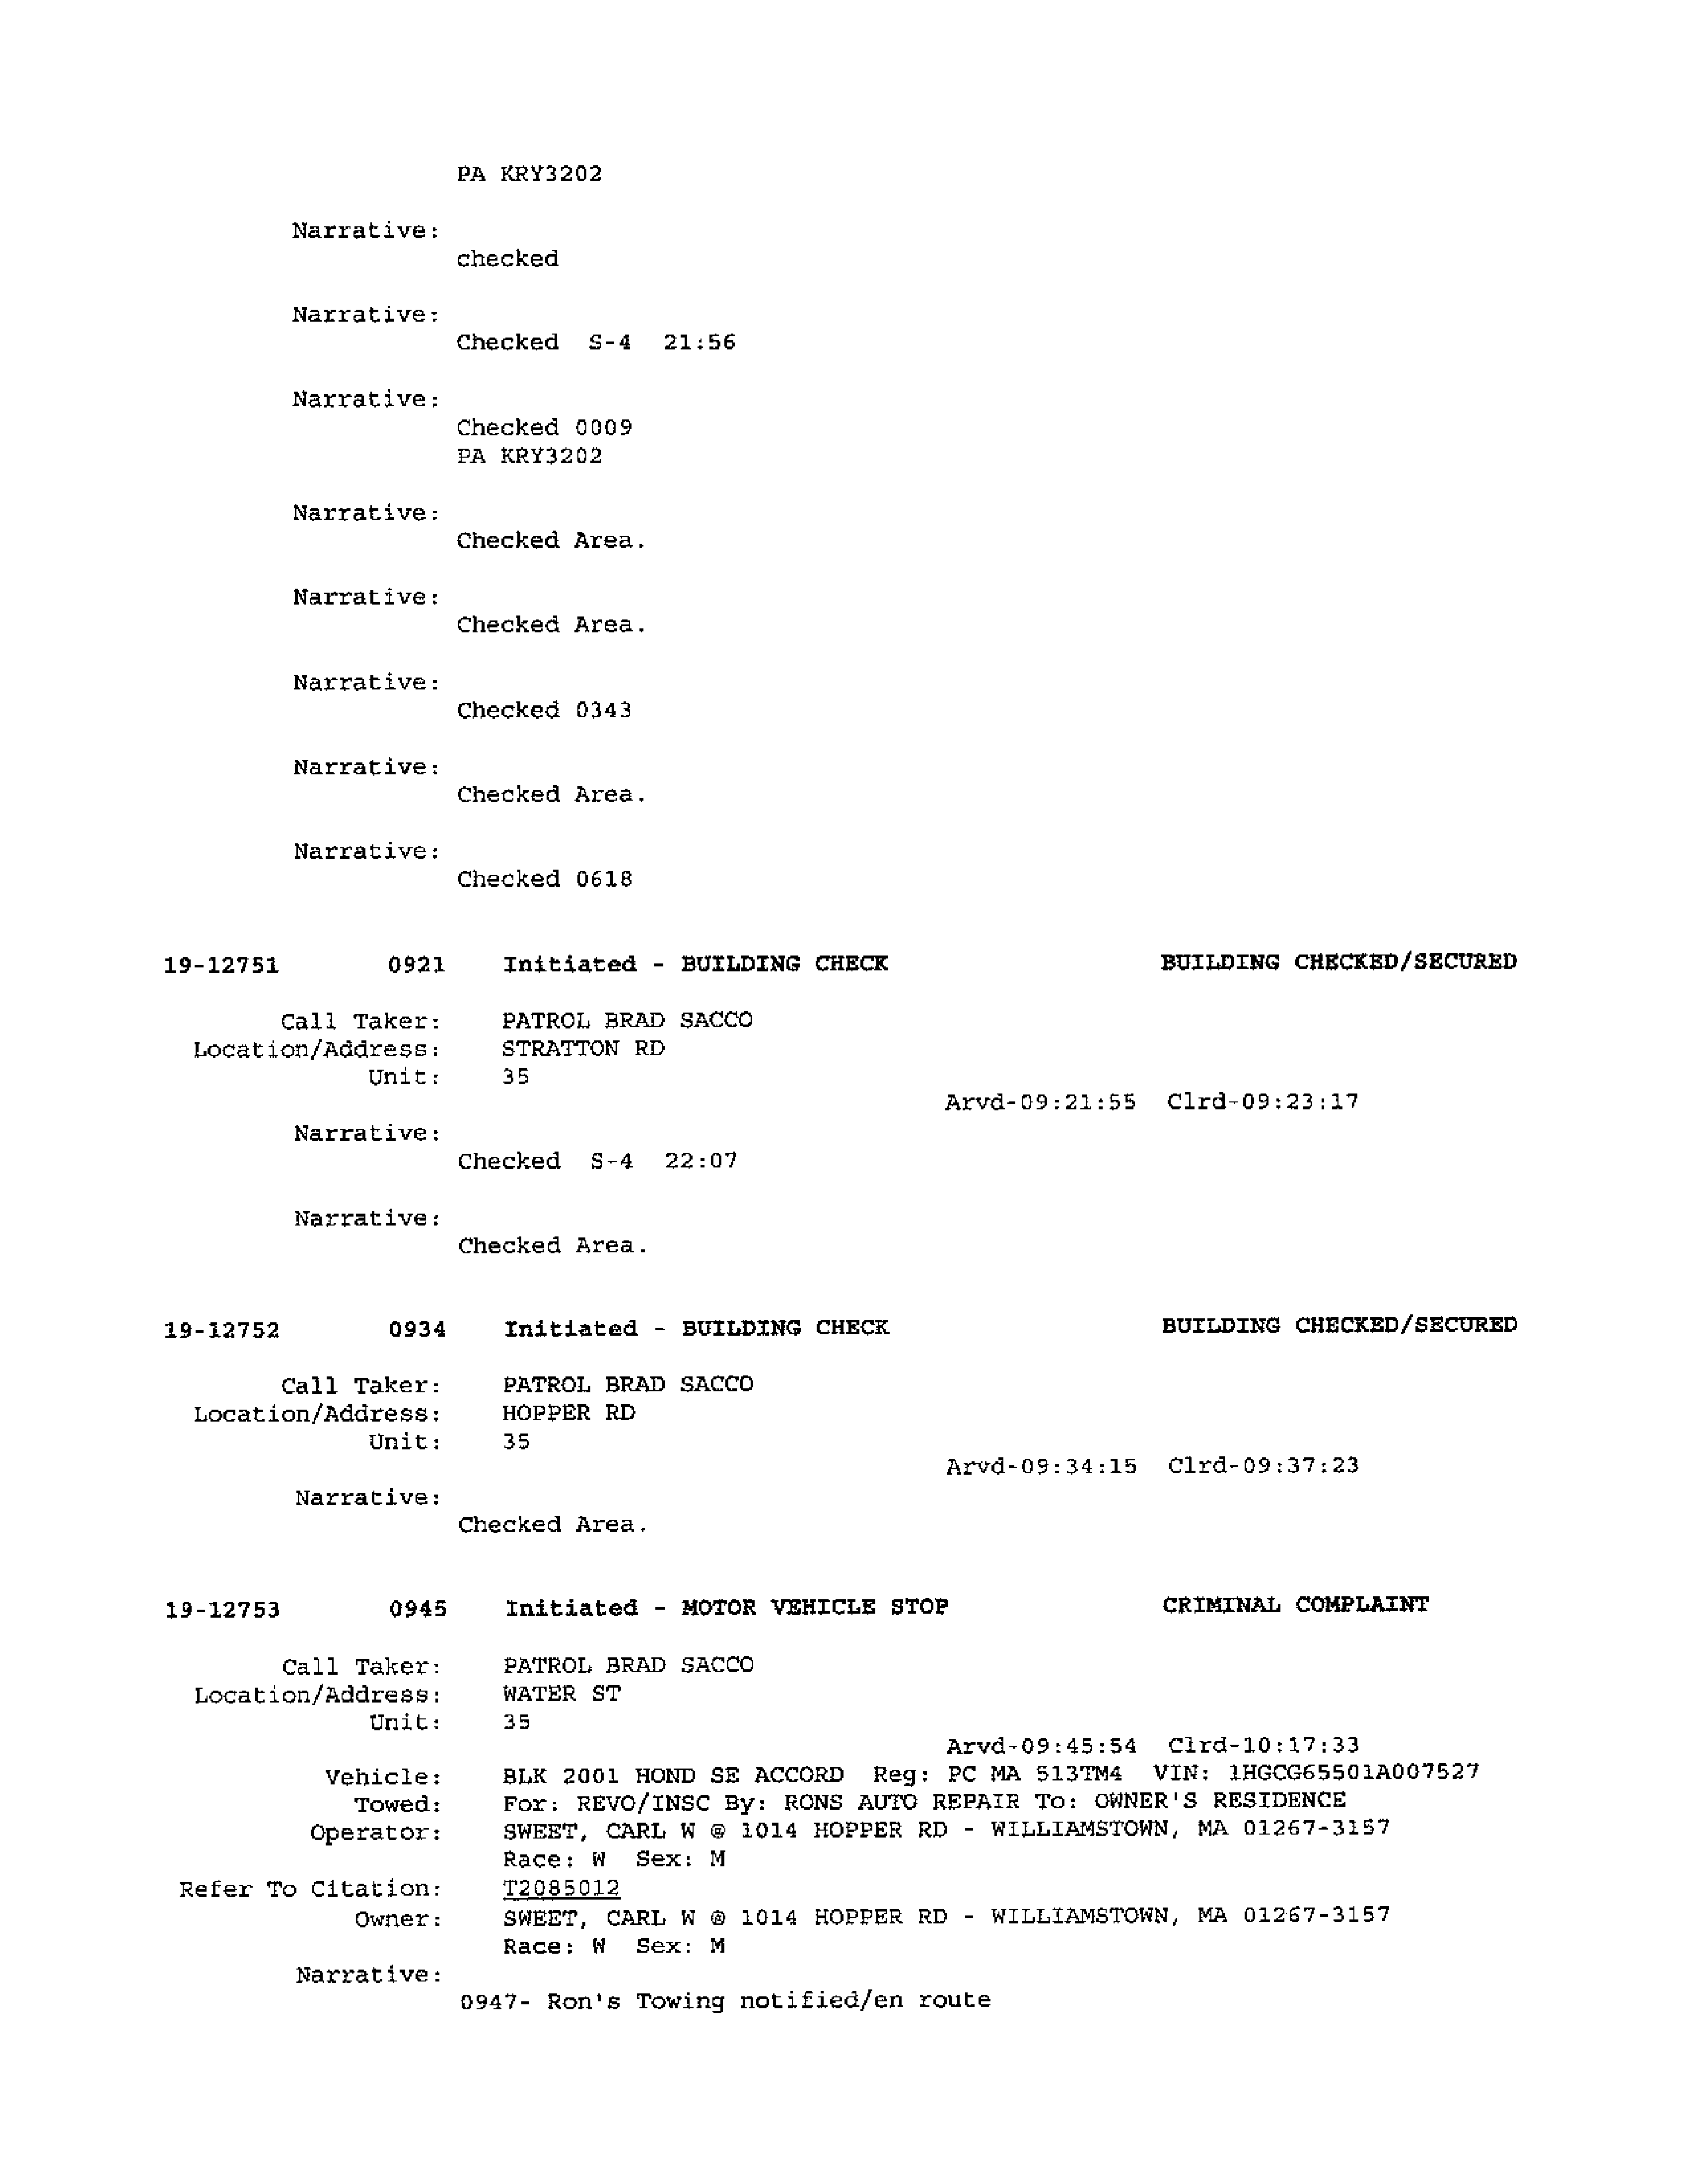 PA KRY3202
Narrative:
checked
Narrative:
Checked S-4 21:56
Narrative:
Checked 0009
PA KRY3202
Narrative:
Checked Area.
Narrative:
Checked Area.
Narrative:
Checked 0343
Narrative:
Checked Area.
Narrative:
Checked 0618
19-12751 0921 Initiated - BUILDING CHECK BUILDING CHECKED/SECURED
Call Taker: PATROL BRAD SACCO
Location/Address: STRATTON RD
Unit: 35
Arvd-09:21:55 Clrd-09:23:17
Narrative:
Checked S-4 22:07
Narrative:
Checked Area.
19-12752 0934 Initiated - BUILDING CHECK BUILDING CHECKED/SECURED
Call Taker: PATROL BRAD SACCO
Location/Address: HOPPER RD
Unit: 35
Arvd-09:34:15 Clrd-09:37:23
Narrative:
Checked Area.
19-12753 0945 Initiated - MOTOR VEHICLE STOP CRIMINAL COMPLAINT
Call Taker: PATROL BRAD SACCO
Location/Address: WATER ST
Unit: 35
Arvd-09:45:54 Clrd-10:17:33
Vehicle: BLK 2001 HOND SE ACCORD Reg: PC MA 513TM4 VIN: 1HGCG65501A007527
Towed: For: REVO/INSC By: RONS AUTO REPAIR To: OWNER'S RESIDENCE
Operator: SWEET, CARL W @ 1014 HOPPER RD - WILLIAMSTOWN, MA 01267-3157
Race: W Sex: M
Refer To Citation: T2085012
Owner: SWEET, CARL W @ 1014 HOPPER RD - WILLIAMSTOWN, MA 01267-3157
Race: W Sex: M
Narrative:
0947- Ron's Towing notified/en route